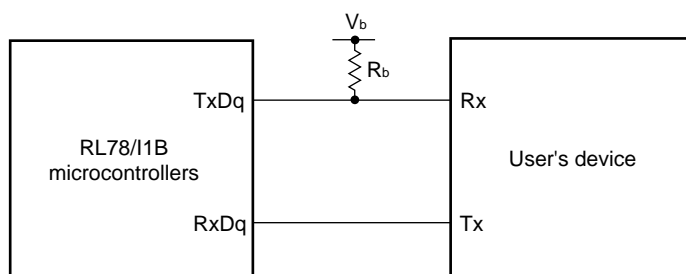 Vb
Rb
TxDq
Rx
RL78/I1B
microcontrollers
User's device
RxDq
Tx